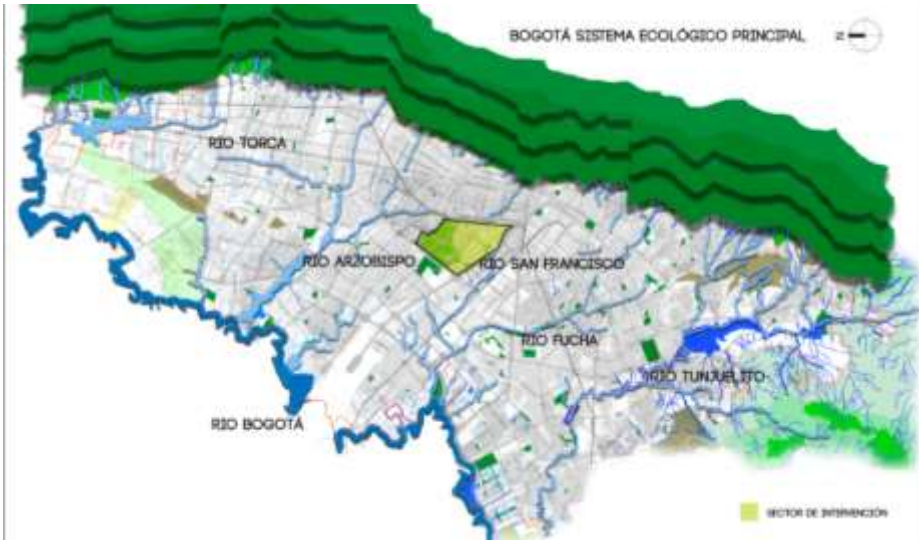 BOGOTÁ SISTEMA ECOLÓGICO PRINCIPAL
N
RIO TORCA
RIO ARZOBISPO
RIO SAN FRANCISCO
RIO FUCHA
RIO TUNJUELITO
RIO BOGOTÁ
SECTOR DE INTERVENCIÓN